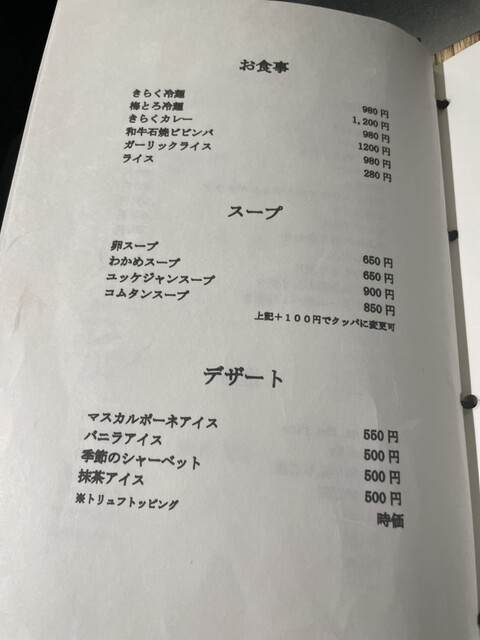 お食事
きらく冷麺 980円
梅とろ冷麺 1,200円
きらくカレー 980円
和牛石焼ビビンバ 1200円
ガーリックライス 980円
ライス 280円
スープ
卵スープ 650円
わかめスープ 650円
ユッケジャンスープ 900円
コムタンスープ 850円
上記+100円でクッパに変更可
デザート
マスカルポーネアイス 550円
バニラアイス 500円
季節のシャーベット 500円
抹茶アイス 500円
※トリュフトッピング 時価